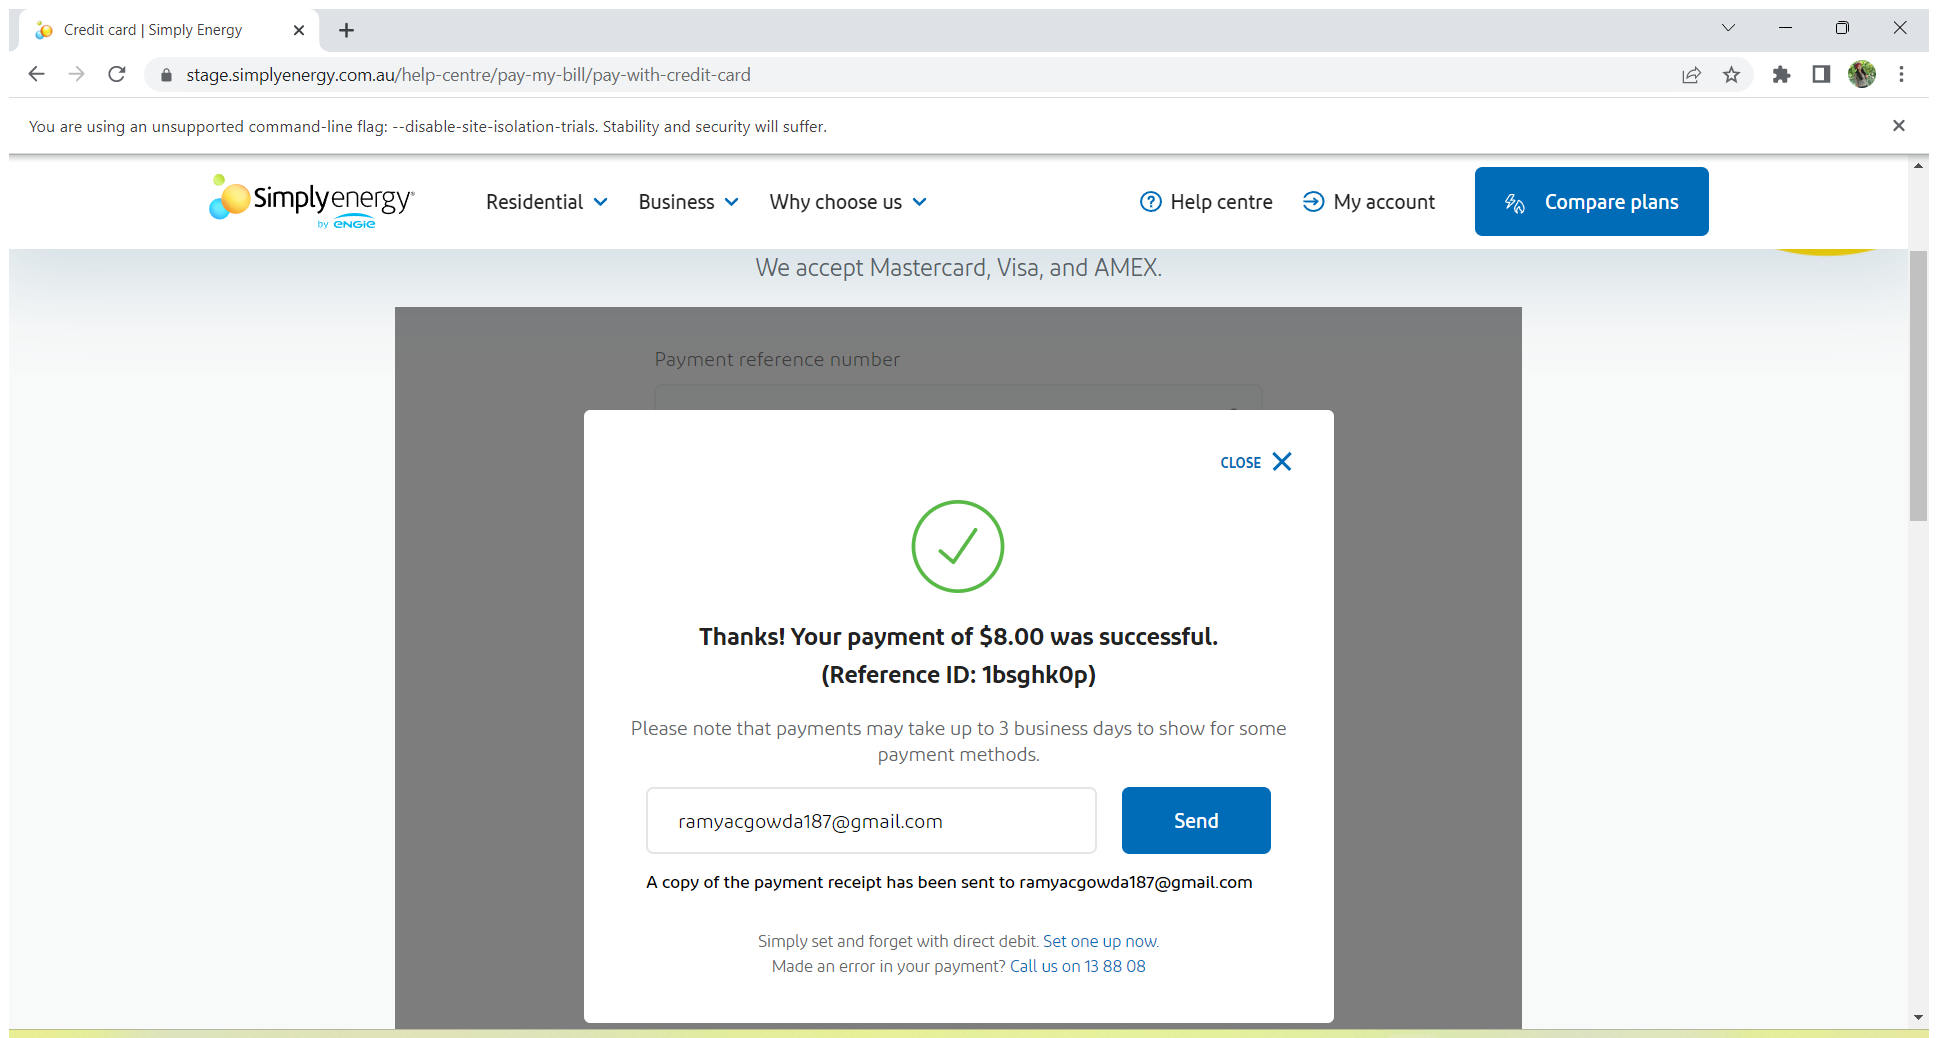 Credit card | Simply Energy
stage.simplyenergy.com.au/help-centre/pay-my-bill/pay-with-credit-card
You are using an unsupported command-line flag: --disable-site-isolation-trials. Stability and security will suffer.
Simplyenergy
by ENGIE
Residential Business Why choose us Help centre My account Compare plans
We accept Mastercard, Visa, and AMEX.
Payment reference number
CLOSE
Thanks! Your payment of $8.00 was successful.
(Reference ID: 1bsghk0p)
Please note that payments may take up to 3 business days to show for some
payment methods.
ramyacgowda187@gmail.com Send
A copy of the payment receipt has been sent to ramyacgowda187@gmail.com
Simply set and forget with direct debit. Set one up now.
Made an error in your payment? Call us on 13 88 08